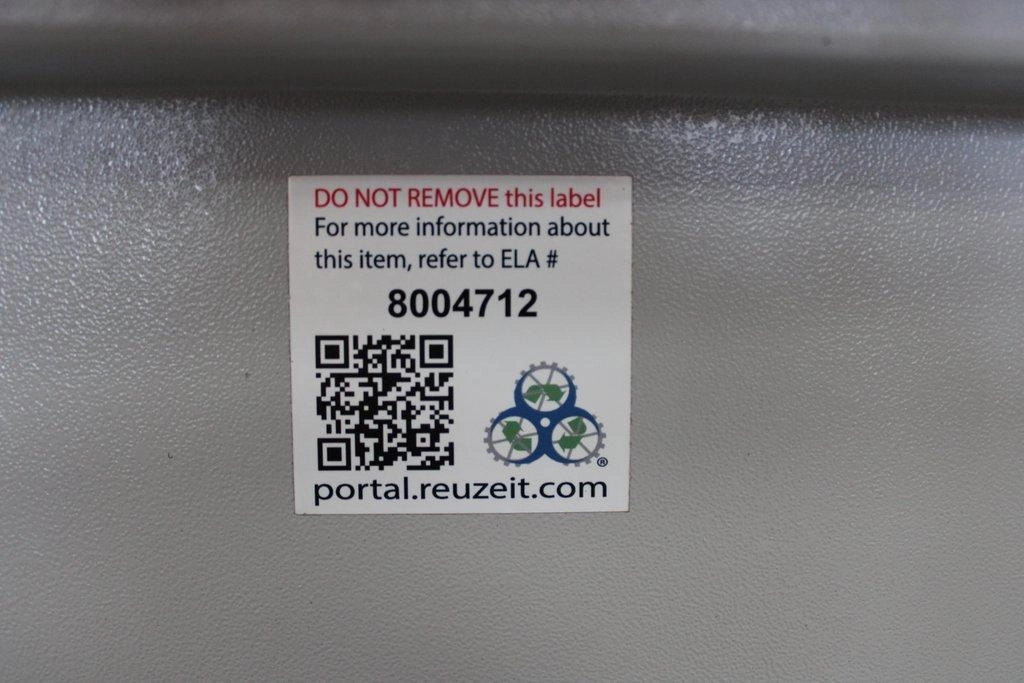 DO NOT REMOVE this label
For more information about
this item, refer to ELA #
8004712
®
portal.reuzeit.com